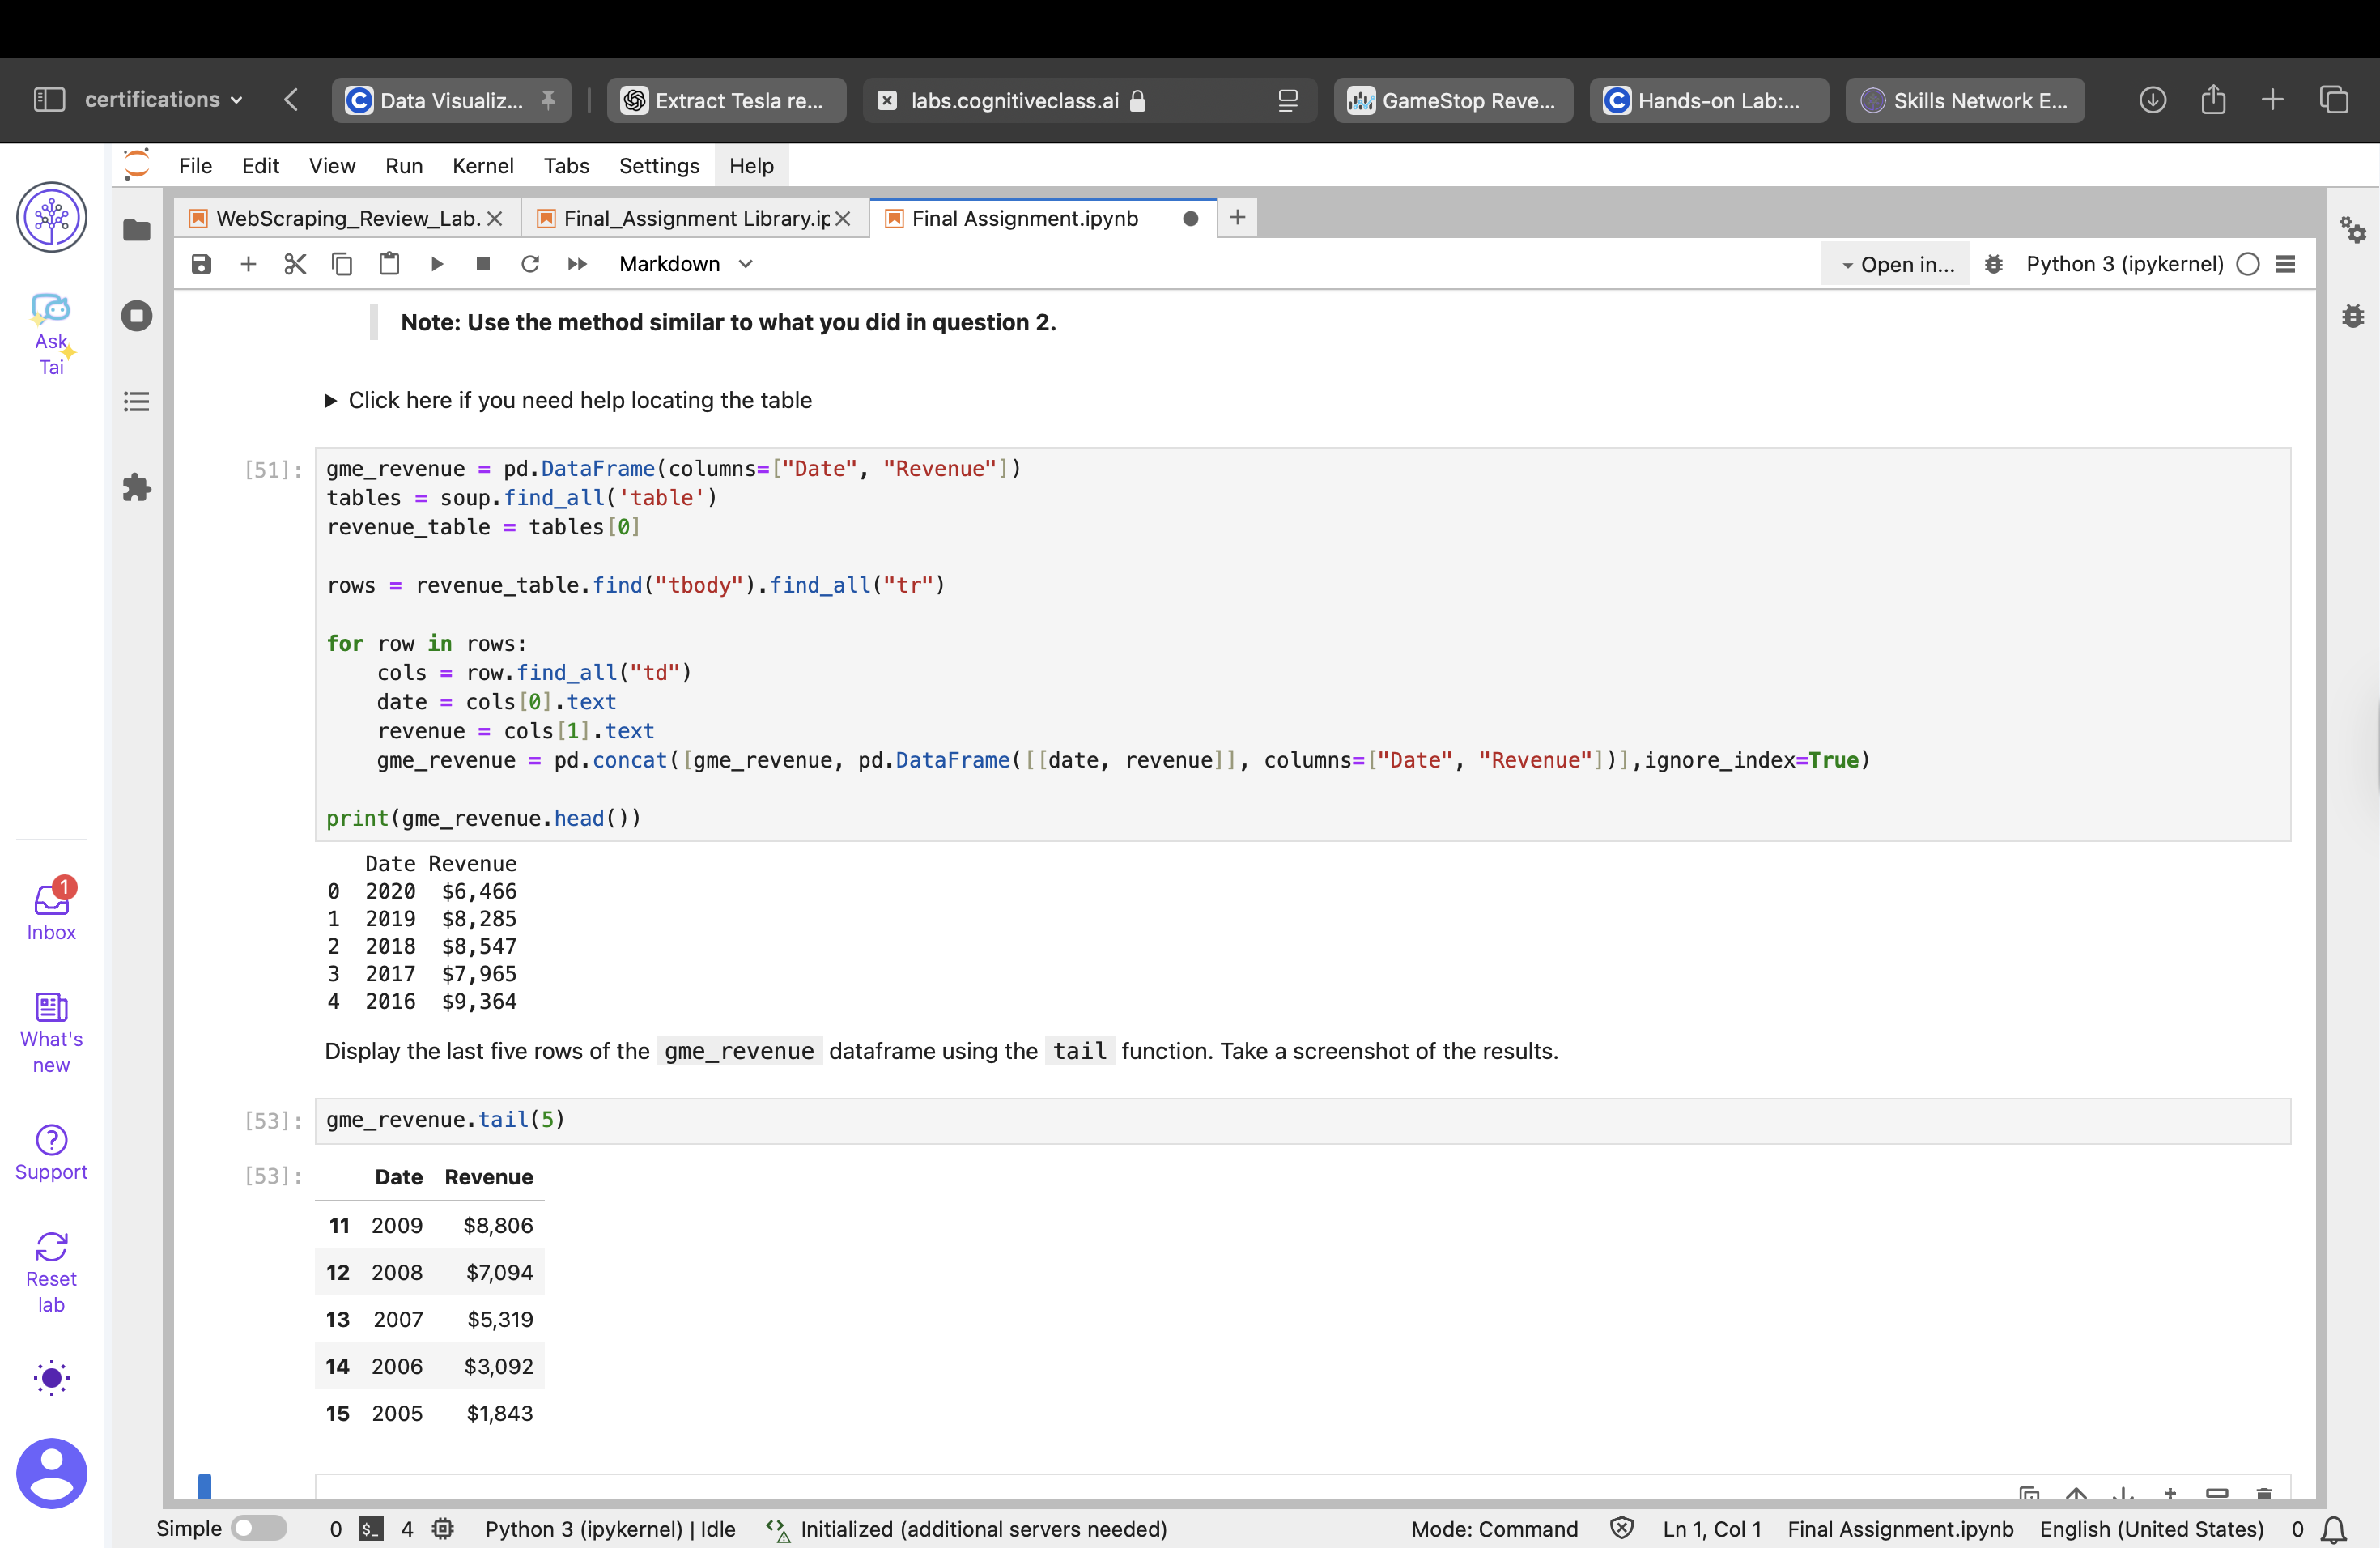 certifications
Data Visualiz...
Extract Tesla re...
labs.cognitiveclass.ai
GameStop Reve...
Hands-on Lab:...
Skills Network E...
File Edit View Run Kernel Tabs Settings Help
WebScraping_Review_Lab.
Final_Assignment Library.ip
Final Assignment.ipynb
Markdown
Open in...
Python 3 (ipykernel)
Ask
Tai
Note: Use the method similar to what you did in question 2.
Click here if you need help locating the table
[51]:
gme_revenue = pd.DataFrame(columns=["Date", "Revenue"])
tables = soup.find_all('table')
revenue_table = tables[0]
rows = revenue_table.find("tbody").find_all("tr")
for row in rows:
    cols = row.find_all("td")
    date = cols[0].text
    revenue = cols[1].text
    gme_revenue = pd.concat([gme_revenue, pd.DataFrame([[date, revenue]], columns=["Date", "Revenue"])],ignore_index=True)
print(gme_revenue.head())
   Date Revenue
0  2020  $6,466
1  2019  $8,285
2  2018  $8,547
3  2017  $7,965
4  2016  $9,364
Display the last five rows of the gme_revenue dataframe using the tail function. Take a screenshot of the results.
[53]: gme_revenue.tail(5)
[53]: Date Revenue
11 2009 $8,806
12 2008 $7,094
13 2007 $5,319
14 2006 $3,092
15 2005 $1,843
1
Inbox
What's
new
Support
Reset
lab
Simple
0 $_ 4
Python 3 (ipykernel) | Idle
Initialized (additional servers needed)
Mode: Command
Ln 1, Col 1
Final Assignment.ipynb
English (United States)
0